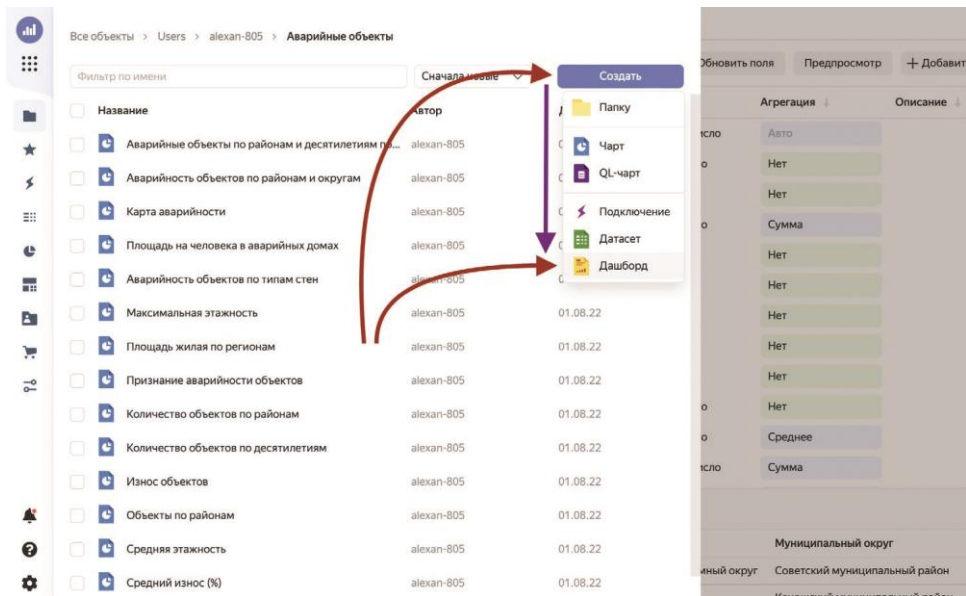 Все объекты > Users > alexan-805 > Аварийные объекты
Фильтр по имени
Сначала новые
Создать
Название
Автор
Папку
Чарт
QL-чарт
Подключение
Датасет
Дашборд
Аварийные объекты по районам и десятилетиям по... alexan-805
Аварийность объектов по районам и округам alexan-805
Карта аварийности alexan-805
Площадь на человека в аварийных домах alexan-805
Аварийность объектов по типам стен alexan-805
Максимальная этажность alexan-805 01.08.22
Площадь жилая по регионам alexan-805 01.08.22
Признание аварийности объектов alexan-805 01.08.22
Количество объектов по районам alexan-805 01.08.22
Количество объектов по десятилетиям alexan-805 01.08.22
Износ объектов alexan-805 01.08.22
Объекты по районам alexan-805 01.08.22
Средняя этажность alexan-805 01.08.22
Средний износ (%) alexan-805 01.08.22
Обновить поля
Предпросмотр
+ Добавит
Агрегация
Описание
исло Авто
о Нет
Нет
о Сумма
Нет
Нет
Нет
Нет
Нет
о Нет
о Среднее
исло Сумма
Муниципальный округ
мный округ Советский муниципальный район